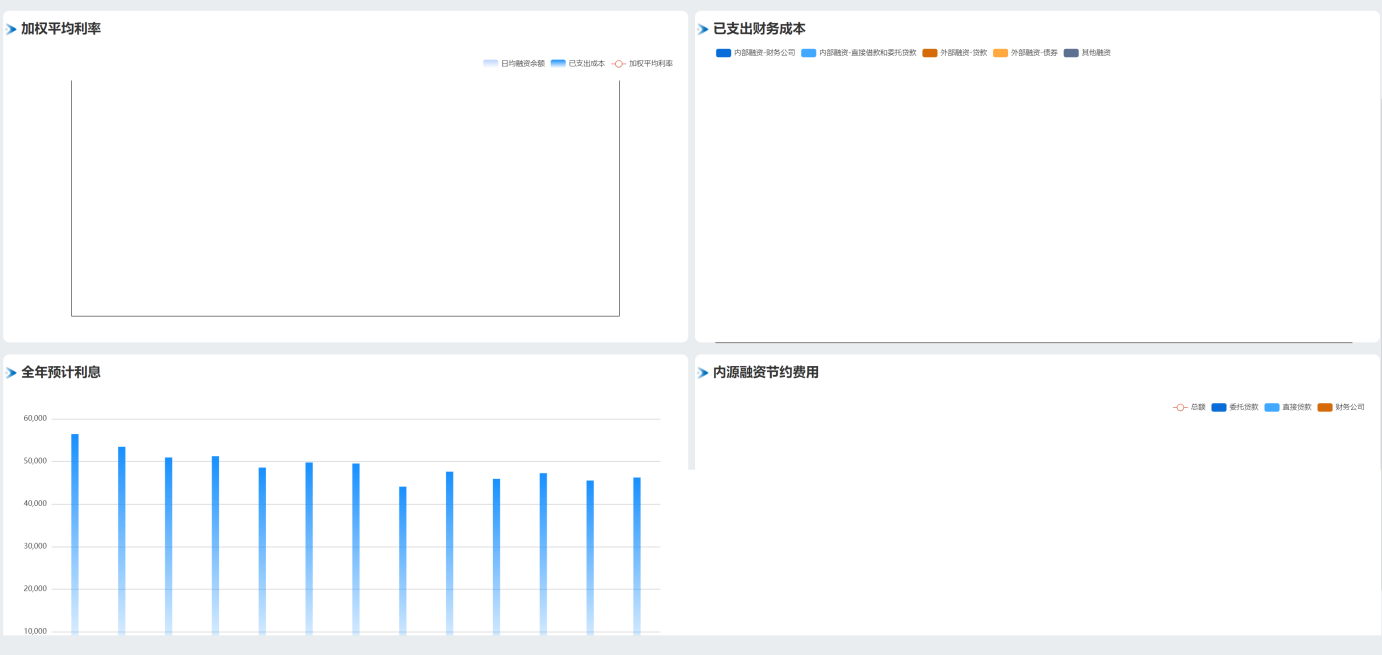 加权平均利率
日均融资余额 已支出成本 加权平均利率
已支出财务成本
内部融资-财务公司 内部融资-直接借款和委托贷款 外部融资-贷款 外部融资-债券 其他融资
全年预计利息
60,000
50,000
40,000
30,000
20,000
10,000
内源融资节约费用
总额 委托贷款 直接贷款 财务公司